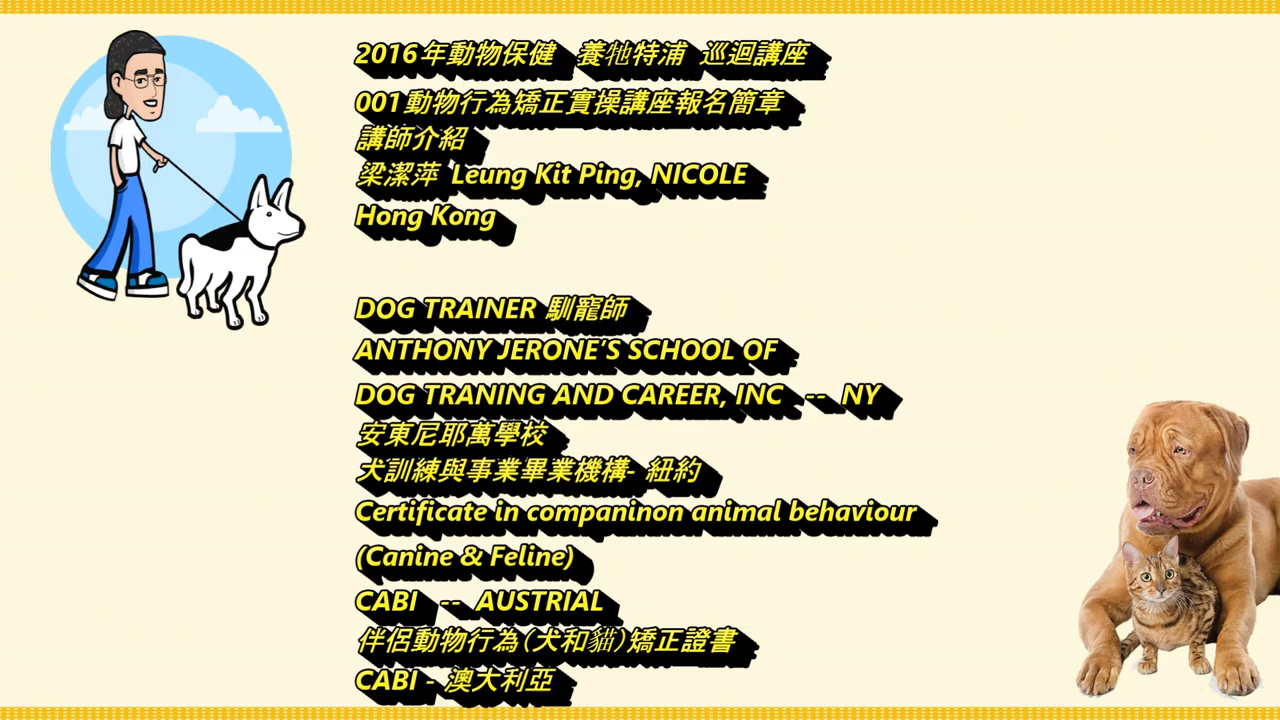 2016年動物保健 養牠特浦 巡迴講座
001動物行為矯正實操講座報名簡章
講師介紹
梁潔萍 Leung Kit Ping, NICOLE
Hong Kong
DOG TRAINER 馴寵師
ANTHONY JERONE'S SCHOOL OF
DOG TRANING AND CAREER, INC -- NY
安東尼耶萬學校
犬訓練與事業畢業機構- 紐約
Certificate in companinon animal behaviour
(Canine & Feline)
CABI -- AUSTRIAL
伴侶動物行為(犬和貓)矯正證書
CABI - 澳大利亞